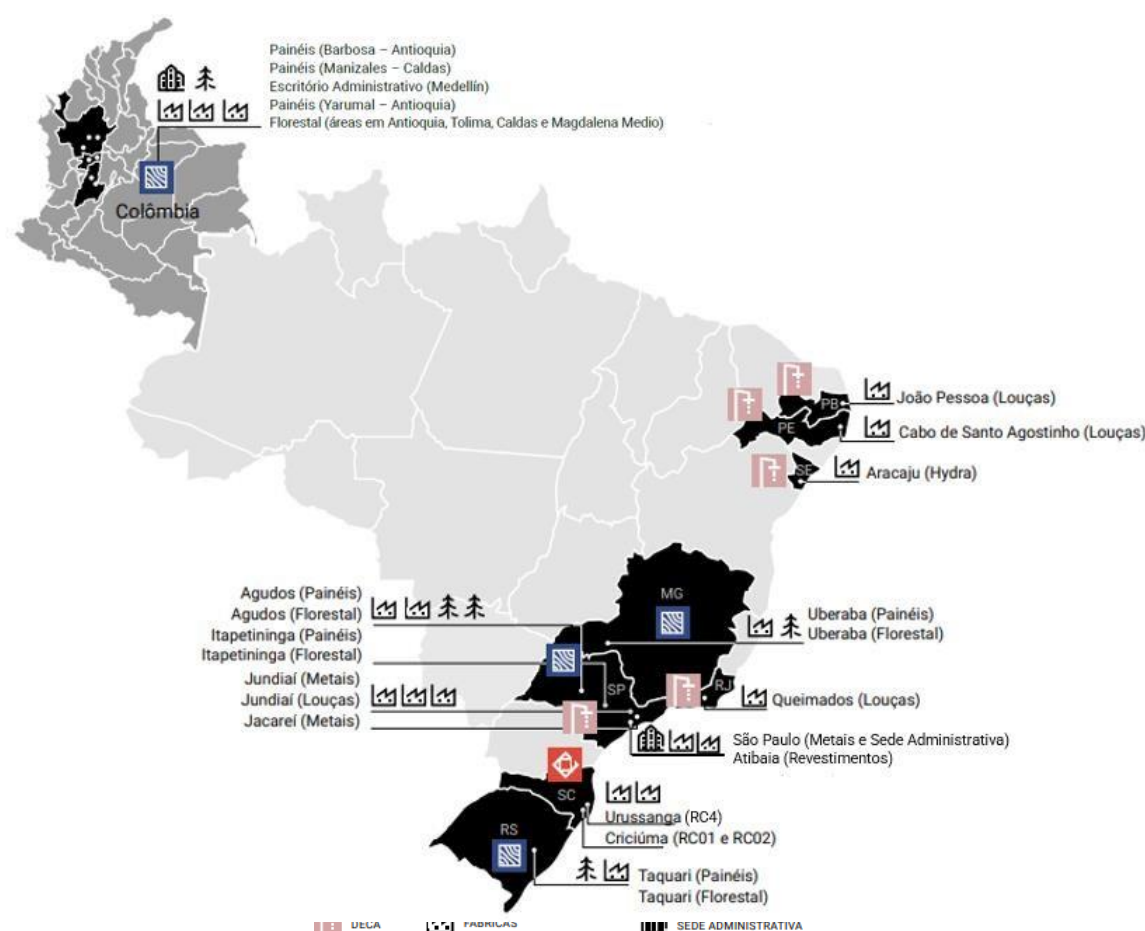 Painéis (Barbosa – Antioquia)
Painéis (Manizales – Caldas)
Escritório Administrativo (Medellín)
Painéis (Yarumal – Antioquia)
Florestal (áreas em Antioquia, Tolima, Caldas e Magdalena Medio)
Colômbia
PB
João Pessoa (Louças)
PE
Cabo de Santo Agostinho (Louças)
SE
Aracaju (Hydra)
Agudos (Painéis)
Agudos (Florestal)
Itapetininga (Painéis)
Itapetininga (Florestal)
Jundiaí (Metais)
Jundiaí (Louças)
Jacareí (Metais)
MG
Uberaba (Painéis)
Uberaba (Florestal)
SP
RJ
Queimados (Louças)
São Paulo (Metais e Sede Administrativa)
Atibaia (Revestimentos)
SC
Urussanga (RC4)
Criciúma (RC01 e RC02)
RS
Taquari (Painéis)
Taquari (Florestal)
DECA
FÁBRICAS
SEDE ADMINISTRATIVA